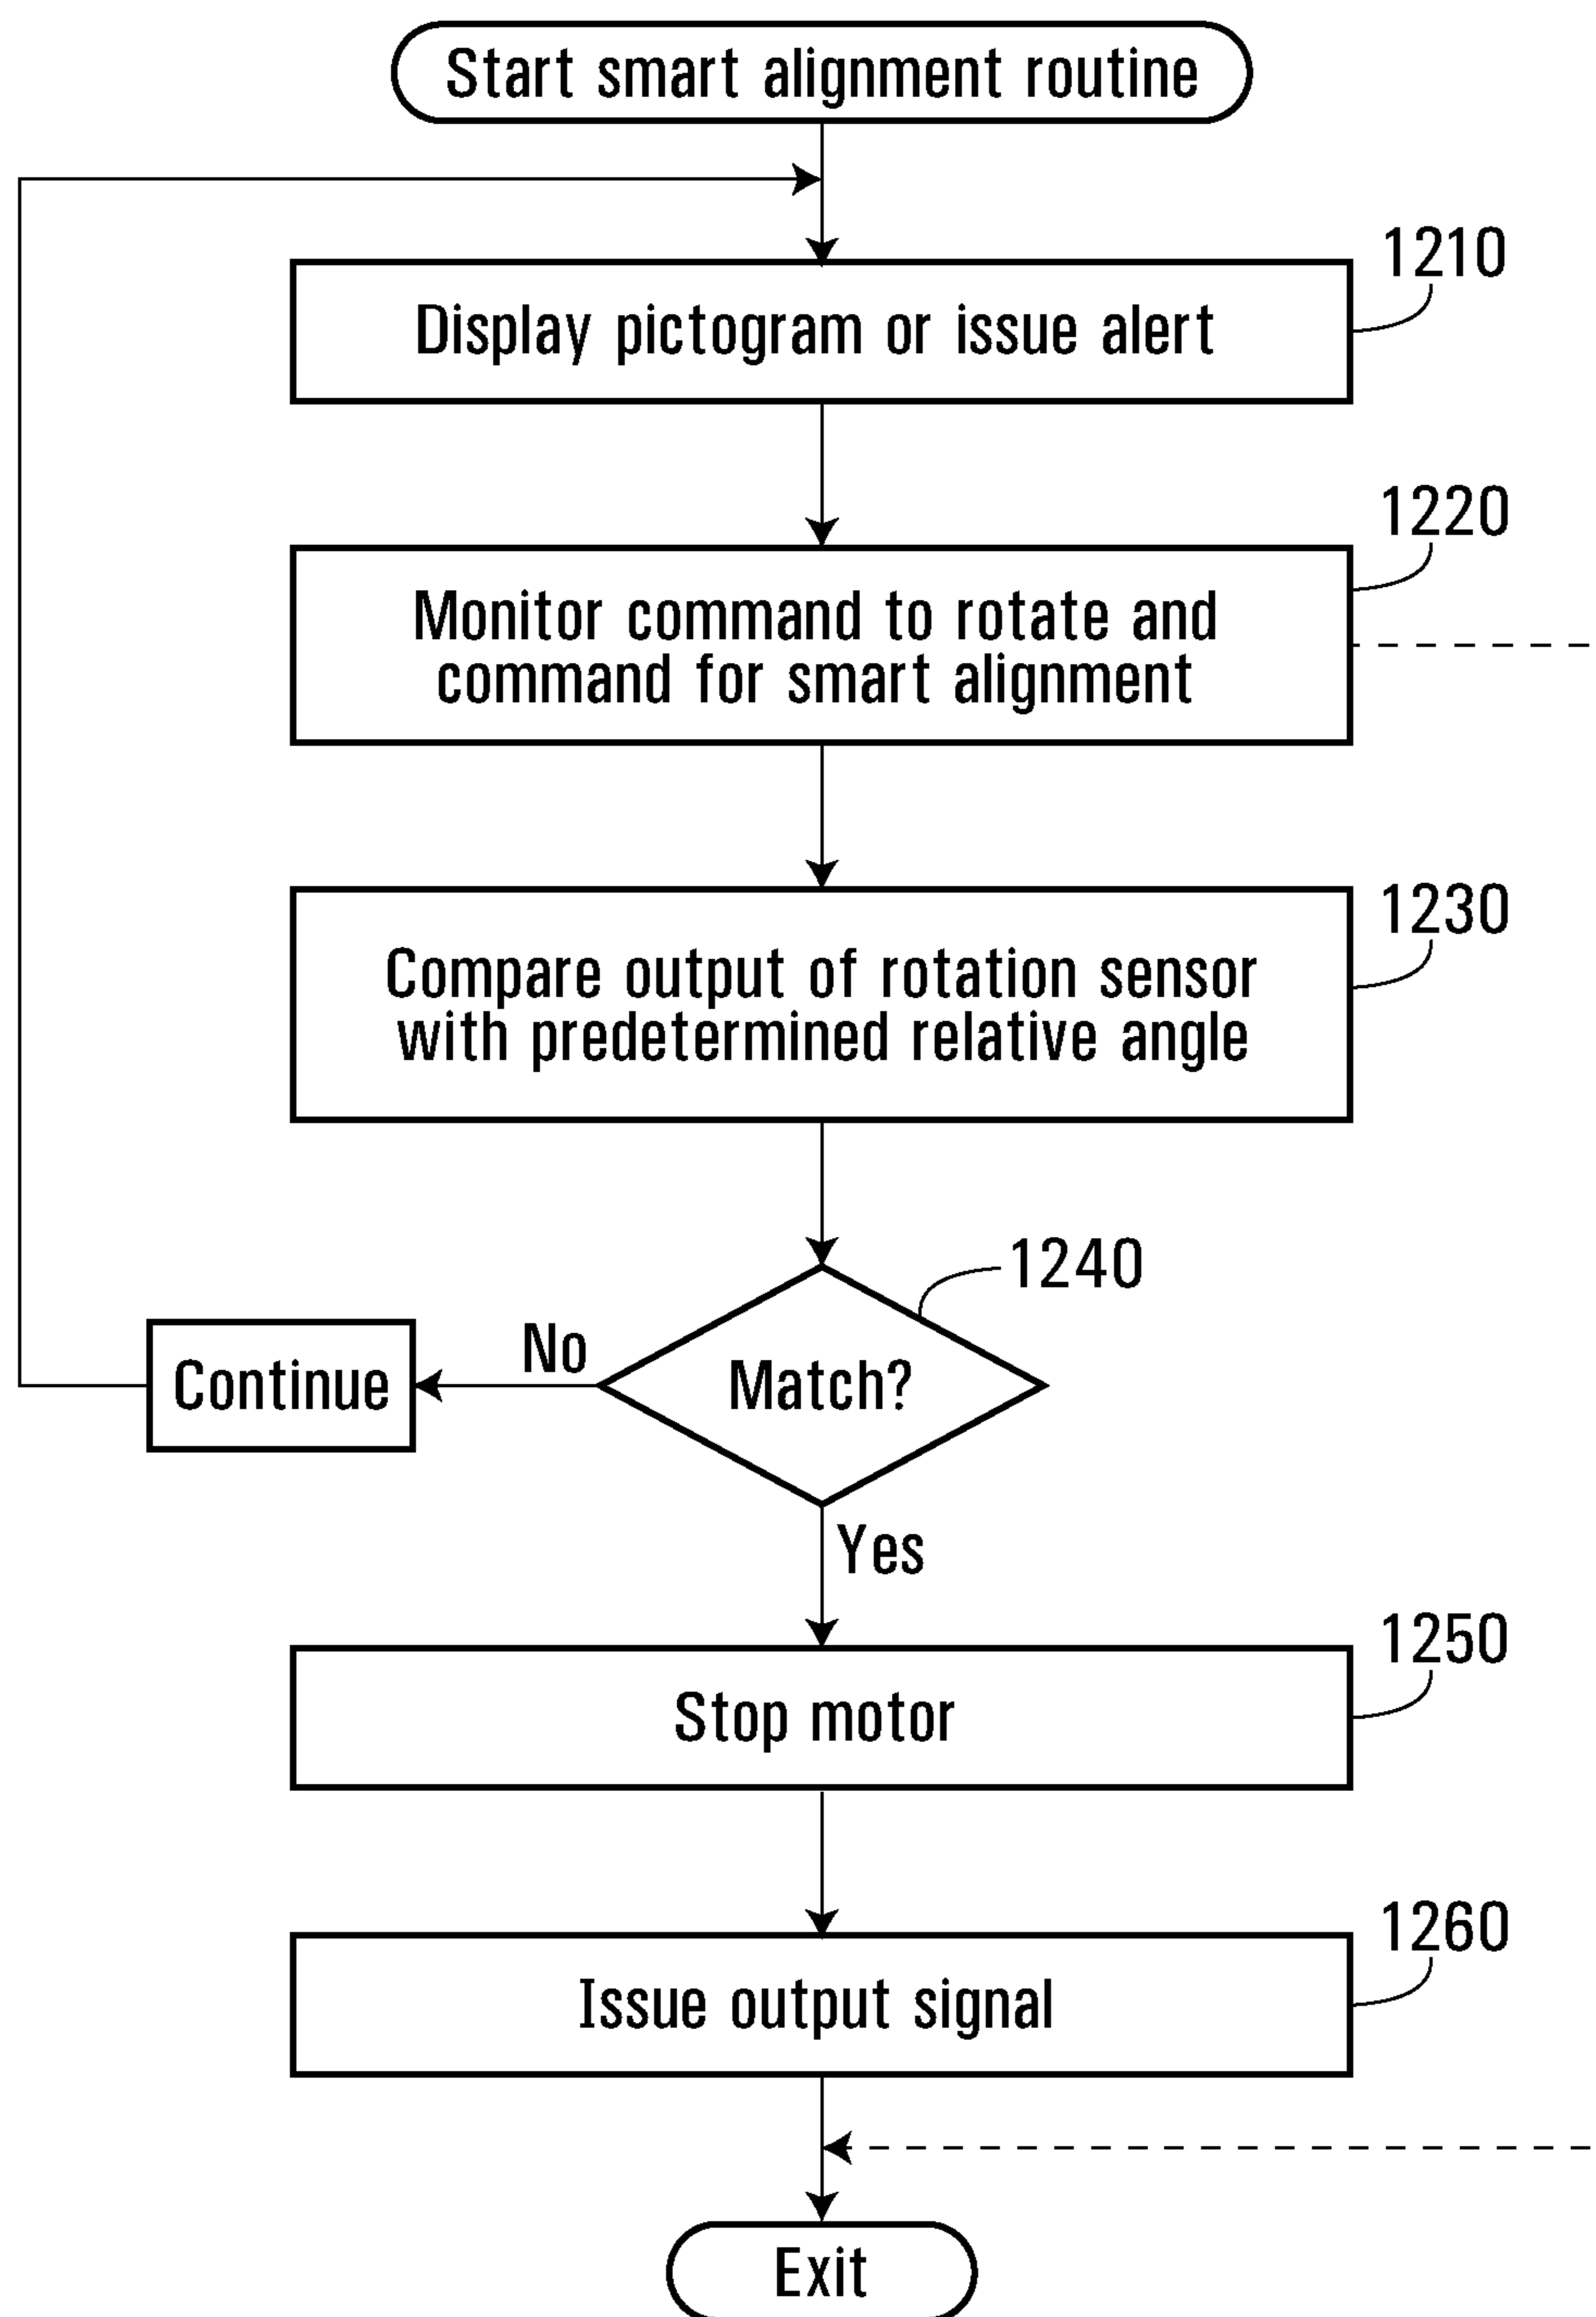 Start smart alignment routine
1210
Display pictogram or issue alert
1220
Monitor command to rotate and
command for smart alignment
1230
Compare output of rotation sensor
with predetermined relative angle
1240
No
Continue
Match?
Yes
1250
Stop motor
1260
Issue output signal
Exit